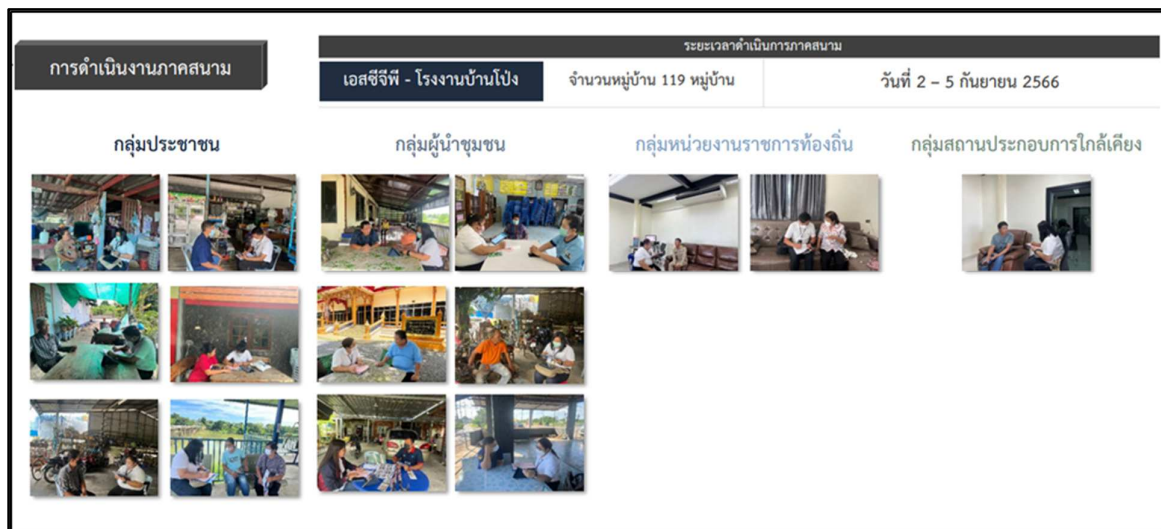 การดำเนินงานภาคสนาม
ระยะเวลาดำเนินการภาคสนาม
เอสซีจีพี - โรงงานบ้านโป่ง
จำนวนหมู่บ้าน 119 หมู่บ้าน
วันที่ 2 – 5 กันยายน 2566
กลุ่มประชาชน
กลุ่มผู้นำชุมชน
กลุ่มหน่วยงานราชการท้องถิ่น
กลุ่มสถานประกอบการใกล้เคียง